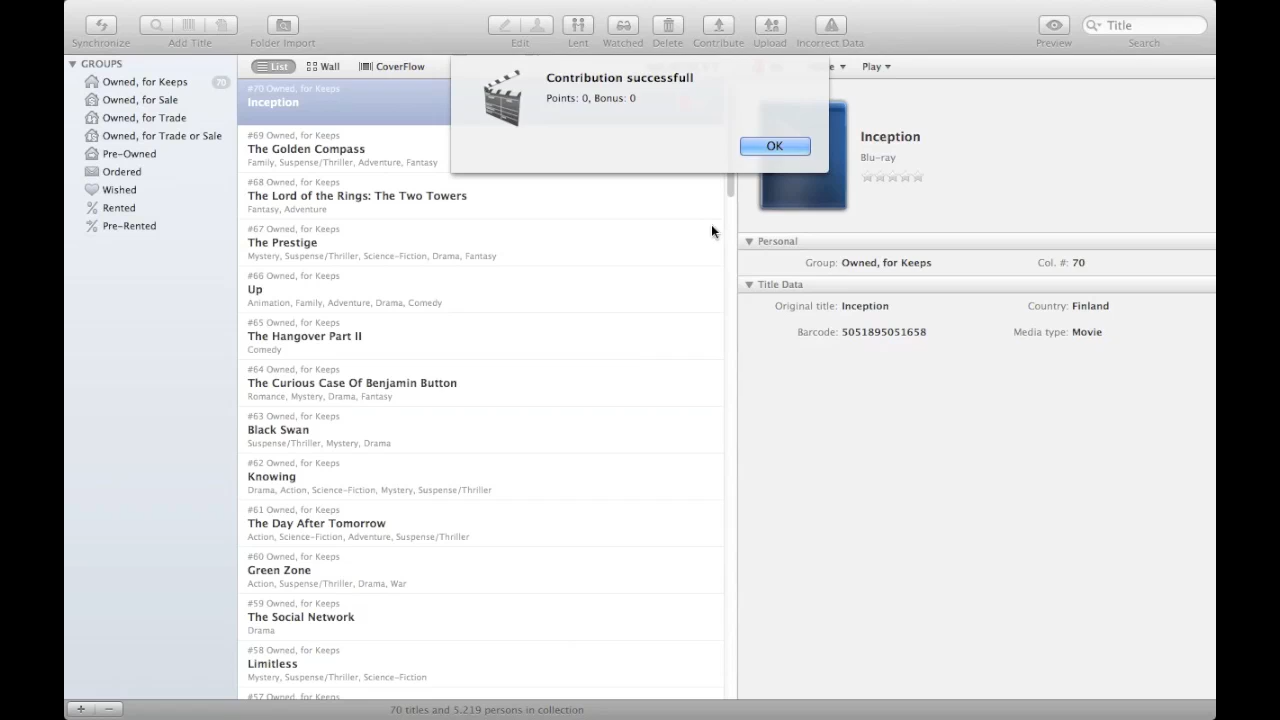 Synchronize
Add Title
Folder Import
Edit
Lent
Watched
Delete
Contribute
Upload
Incorrect Data
Preview
Title
Search
GROUPS
Owned, for Keeps 70
Owned, for Sale
Owned, for Trade
Owned, for Trade or Sale
Pre-Owned
Ordered
Wished
Rented
Pre-Rented
List
Wall
CoverFlow
Play
Contribution successfull
Points: 0, Bonus: 0
OK
#70 Owned, for Keeps
Inception
#69 Owned, for Keeps
The Golden Compass
Family, Suspense/Thriller, Adventure, Fantasy
#68 Owned, for Keeps
The Lord of the Rings: The Two Towers
Fantasy, Adventure
#67 Owned, for Keeps
The Prestige
Mystery, Suspense/Thriller, Science-Fiction, Drama, Fantasy
#66 Owned, for Keeps
Up
Animation, Family, Adventure, Drama, Comedy
#65 Owned, for Keeps
The Hangover Part II
Comedy
#64 Owned, for Keeps
The Curious Case Of Benjamin Button
Romance, Mystery, Drama, Fantasy
#63 Owned, for Keeps
Black Swan
Suspense/Thriller, Mystery, Drama
#62 Owned, for Keeps
Knowing
Drama, Action, Science-Fiction, Mystery, Suspense/Thriller
#61 Owned, for Keeps
The Day After Tomorrow
Action, Science-Fiction, Adventure, Suspense/Thriller
#60 Owned, for Keeps
Green Zone
Action, Suspense/Thriller, Drama, War
#59 Owned, for Keeps
The Social Network
Drama
#58 Owned, for Keeps
Limitless
Mystery, Suspense/Thriller, Science-Fiction
#57 Owned, for Keeps
Inception
Blu-ray
Personal
Group: Owned, for Keeps
Col. #: 70
Title Data
Original title: Inception
Country: Finland
Barcode: 5051895051658
Media type: Movie
70 titles and 5.219 persons in collection